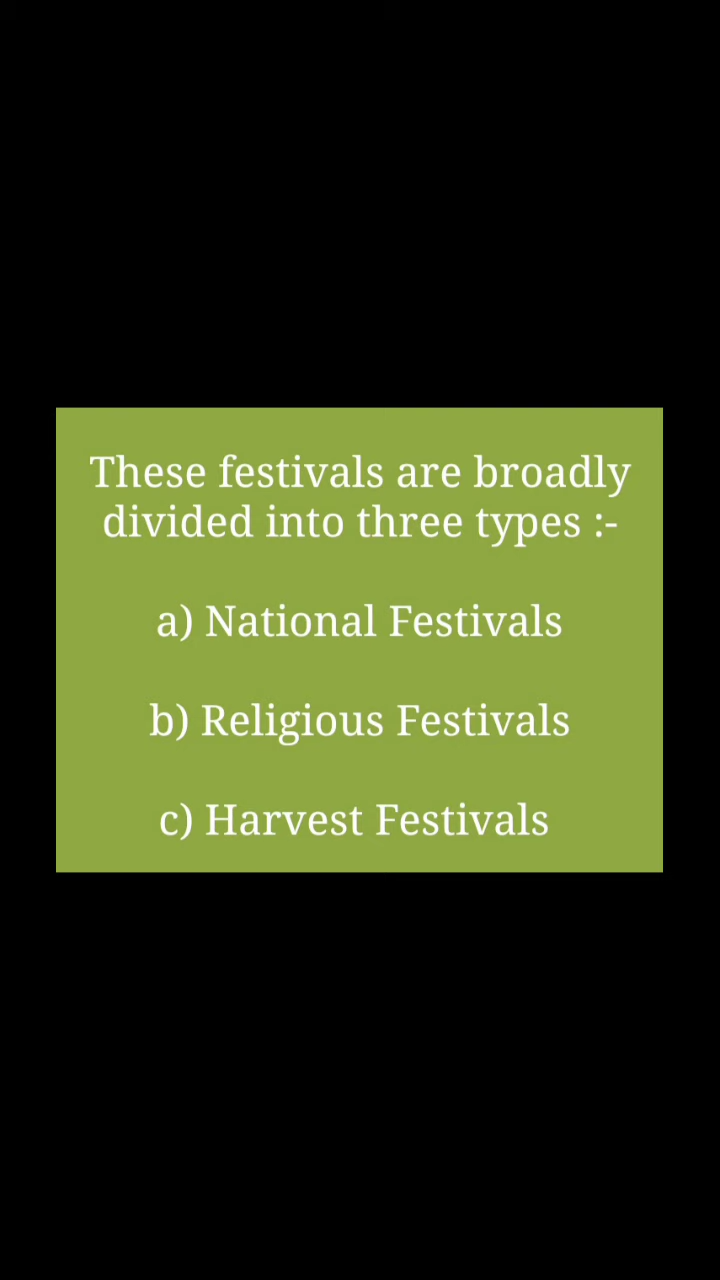 These festivals are broadly
divided into three types :-
a) National Festivals
b) Religious Festivals
c) Harvest Festivals